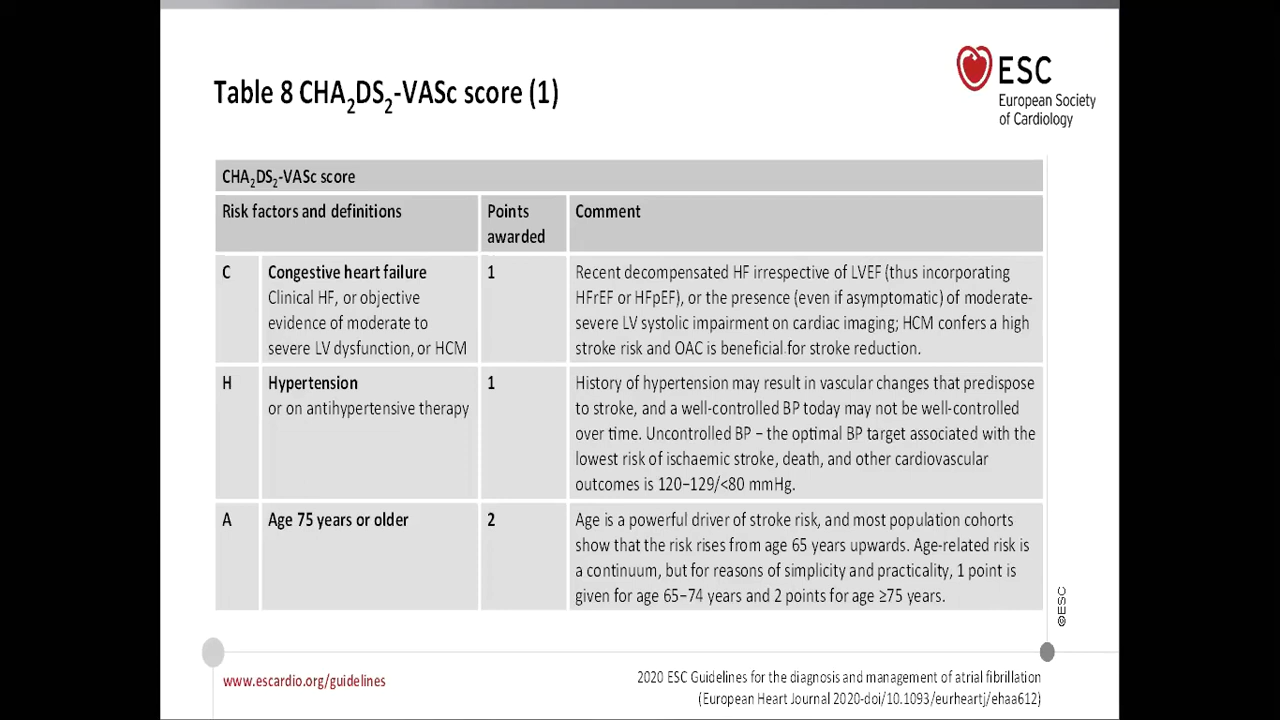 Table 8 CHA₂DS₂-VASc score (1)
ESC
European Society
of Cardiology
CHA₂DS₂-VASc score
Risk factors and definitions
Points
awarded
Comment
C
Congestive heart failure
Clinical HF, or objective
evidence of moderate to
severe LV dysfunction, or HCM
1
Recent decompensated HF irrespective of LVEF (thus incorporating
HFrEF or HFpEF), or the presence (even if asymptomatic) of moderate-
severe LV systolic impairment on cardiac imaging; HCM confers a high
stroke risk and OAC is beneficial for stroke reduction.
H
Hypertension
or on antihypertensive therapy
1
History of hypertension may result in vascular changes that predispose
to stroke, and a well-controlled BP today may not be well-controlled
over time. Uncontrolled BP − the optimal BP target associated with the
lowest risk of ischaemic stroke, death, and other cardiovascular
outcomes is 120−129/<80 mmHg.
A
Age 75 years or older
2
Age is a powerful driver of stroke risk, and most population cohorts
show that the risk rises from age 65 years upwards. Age-related risk is
a continuum, but for reasons of simplicity and practicality, 1 point is
given for age 65−74 years and 2 points for age ≥75 years.
©ESC
www.escardio.org/guidelines
2020 ESC Guidelines for the diagnosis and management of atrial fibrillation
(European Heart Journal 2020-doi/10.1093/eurheartj/ehaa612)